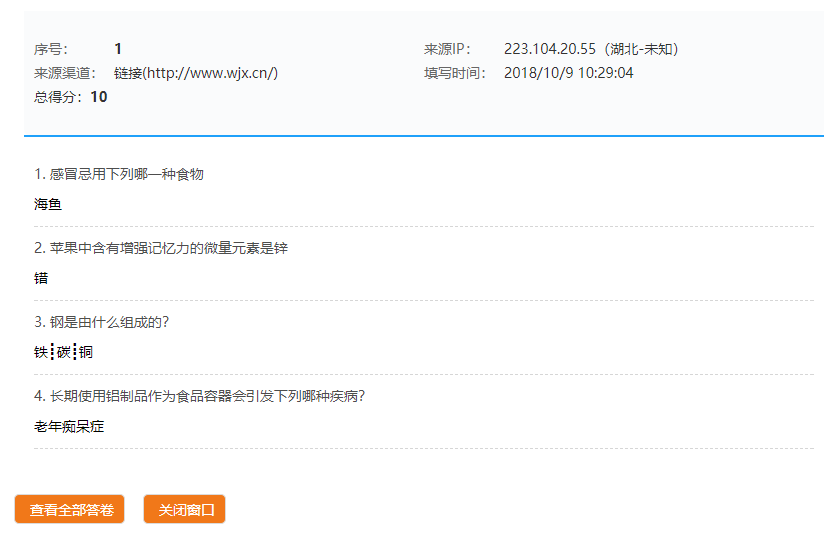 序号： 1 来源IP： 223.104.20.55（湖北-未知）
来源渠道： 链接(http://www.wjx.cn/) 填写时间： 2018/10/9 10:29:04
总得分：10
1. 感冒忌用下列哪一种食物
海鱼
2. 苹果中含有增强记忆力的微量元素是锌
错
3. 钢是由什么组成的？
铁┋碳┋铜
4. 长期使用铝制品作为食品容器会引发下列哪种疾病？
老年痴呆症
查看全部答卷 关闭窗口